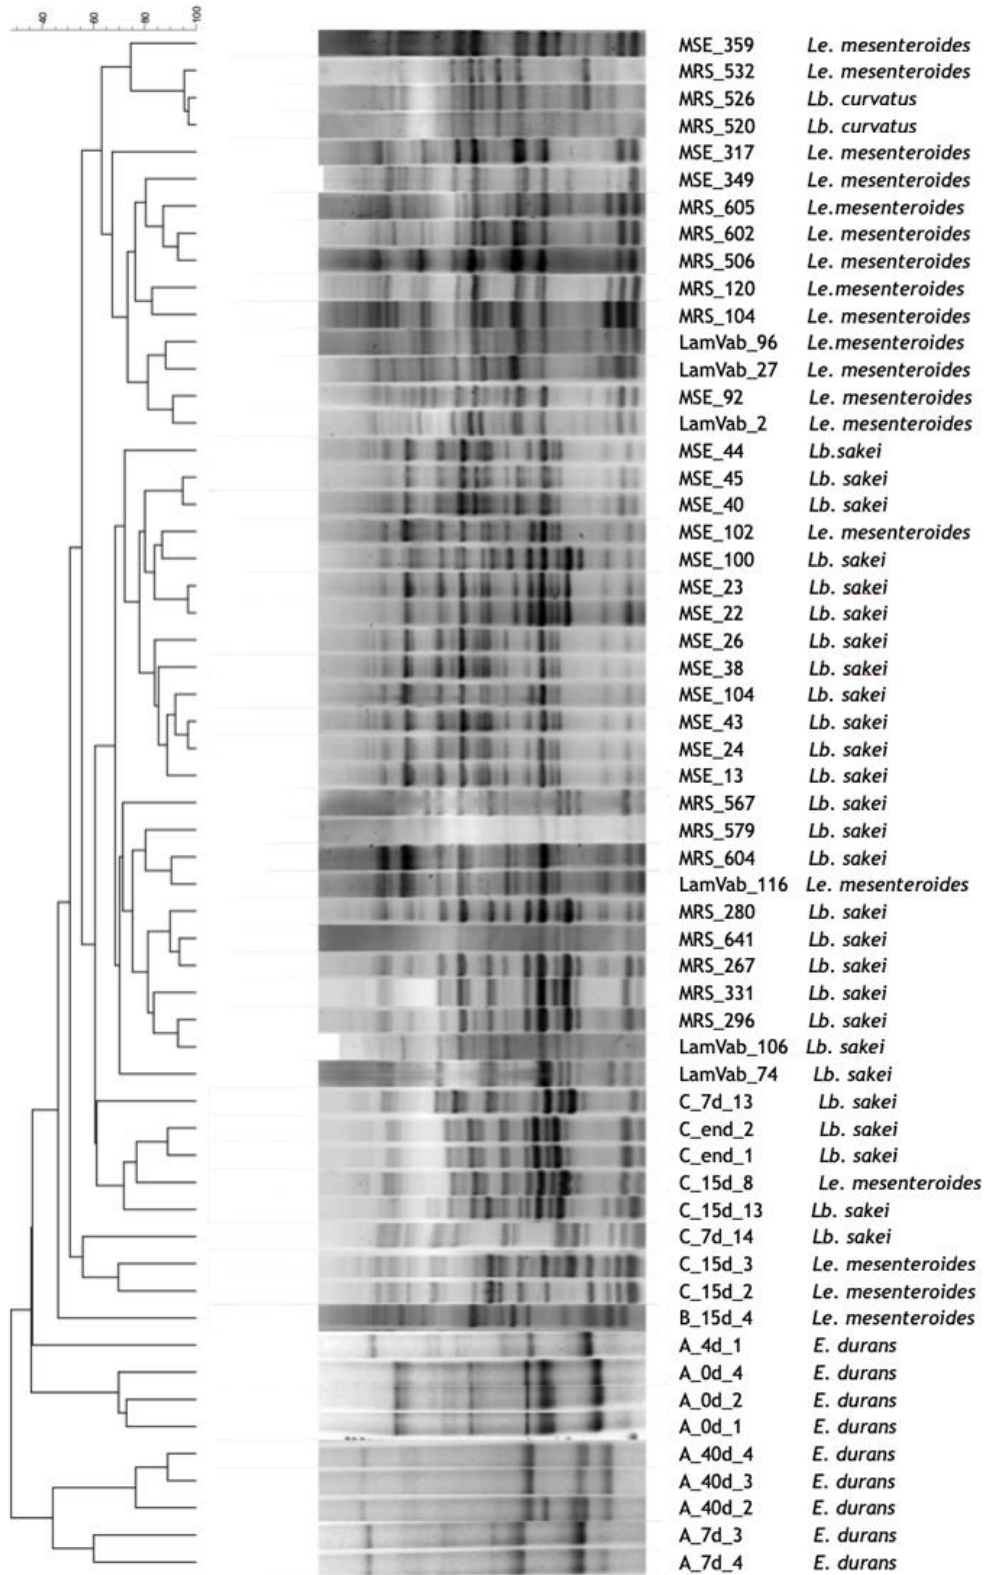 40 60 80 100
MSE_359 Le. mesenteroides
MRS_532 Le. mesenteroides
MRS_526 Lb. curvatus
MRS_520 Lb. curvatus
MSE_317 Le. mesenteroides
MSE_349 Le. mesenteroides
MRS_605 Le.mesenteroides
MRS_602 Le. mesenteroides
MRS_506 Le. mesenteroides
MRS_120 Le.mesenteroides
MRS_104 Le. mesenteroides
LamVab_96 Le.mesenteroides
LamVab_27 Le. mesenteroides
MSE_92 Le. mesenteroides
LamVab_2 Le. mesenteroides
MSE_44 Lb.sakei
MSE_45 Lb. sakei
MSE_40 Lb. sakei
MSE_102 Le. mesenteroides
MSE_100 Lb. sakei
MSE_23 Lb. sakei
MSE_22 Lb. sakei
MSE_26 Lb. sakei
MSE_38 Lb. sakei
MSE_104 Lb. sakei
MSE_43 Lb. sakei
MSE_24 Lb. sakei
MSE_13 Lb. sakei
MRS_567 Lb. sakei
MRS_579 Lb. sakei
MRS_604 Lb. sakei
LamVab_116 Le. mesenteroides
MRS_280 Lb. sakei
MRS_641 Lb. sakei
MRS_267 Lb. sakei
MRS_331 Lb. sakei
MRS_296 Lb. sakei
LamVab_106 Lb. sakei
LamVab_74 Lb. sakei
C_7d_13 Lb. sakei
C_end_2 Lb. sakei
C_end_1 Lb. sakei
C_15d_8 Le. mesenteroides
C_15d_13 Lb. sakei
C_7d_14 Lb. sakei
C_15d_3 Le. mesenteroides
C_15d_2 Le. mesenteroides
B_15d_4 Le. mesenteroides
A_4d_1 E. durans
A_0d_4 E. durans
A_0d_2 E. durans
A_0d_1 E. durans
A_40d_4 E. durans
A_40d_3 E. durans
A_40d_2 E. durans
A_7d_3 E. durans
A_7d_4 E. durans